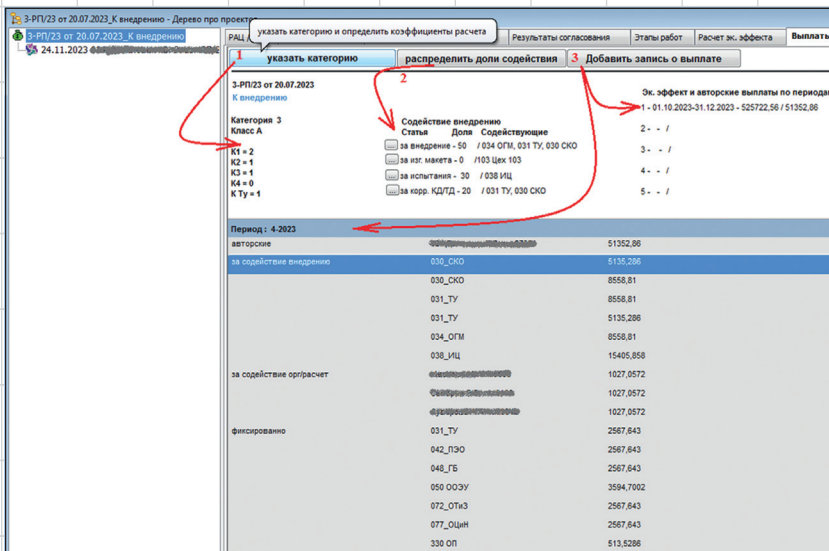 3-РП/23 от 20.07.2023_К внедрению - Дерево про проектов
3-РП/23 от 20.07.2023_К внедрению
24.11.2023
указать категорию и определить коэффициенты расчета
РАЦ Результаты согласования Этапы работ Расчет эк. эффекта Выплаты
1 указать категорию распределить доли содействия 3 Добавить запись о выплате
2
3-РП/23 от 20.07.2023
К внедрению
Категория 3
Класс А
К1 = 2
К2 = 1
К3 = 1
К4 = 0
К Ту = 1
Содействие внедрению
Статья Доля Содействующие
... за внедрение - 50 / 034 ОГМ, 031 ТУ, 030 СКО
... за изг. макета - 0 /103 Цех 103
... за испытания - 30 / 038 ИЦ
... за корр. КД/ТД - 20 / 031 ТУ, 030 СКО
Эк. эффект и авторские выплаты по периода
1 - 01.10.2023-31.12.2023 - 525722,56 / 51352,86
2 - - /
3 - - /
4 - - /
5 - - /
Период : 4-2023
авторские 51352,86
за содействие внедрению 030_СКО 5135,286
030_СКО 8558,81
031_ТУ 8558,81
031_ТУ 5135,286
034_ОГМ 8558,81
038_ИЦ 15405,858
за содействие орг/расчет 1027,0572
1027,0572
1027,0572
фиксированно 031_ТУ 2567,643
042_ПЭО 2567,643
048_ГБ 2567,643
050 ООЭУ 3594,7002
072_ОТиЗ 2567,643
077_ОЦиН 2567,643
330 ОП 513,5286